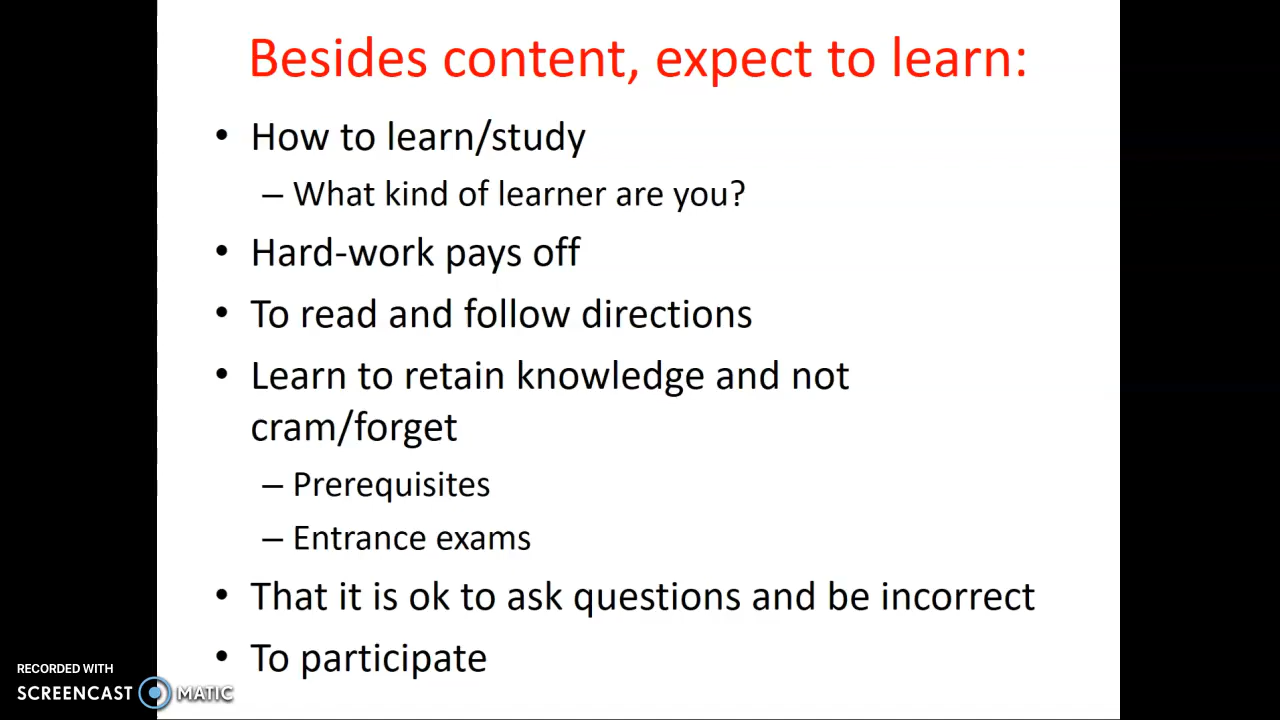 Besides content, expect to learn:
• How to learn/study
– What kind of learner are you?
• Hard-work pays off
• To read and follow directions
• Learn to retain knowledge and not
cram/forget
– Prerequisites
– Entrance exams
• That it is ok to ask questions and be incorrect
• To participate
RECORDED WITH
SCREENCAST MATIC